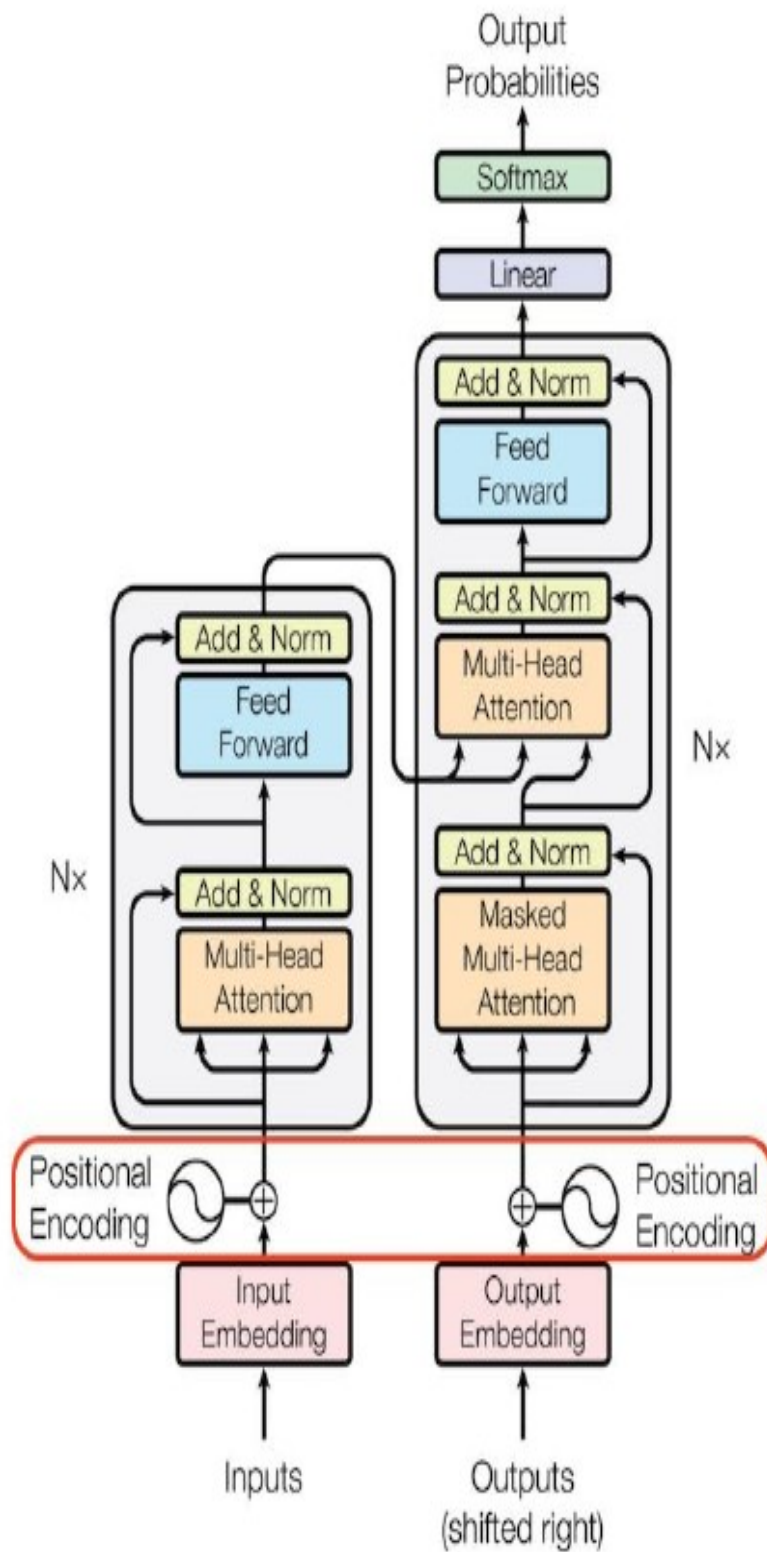 Output
Probabilities
Softmax
Linear
Add & Norm
Feed
Forward
Add & Norm
Multi-Head
Attention
Nx
Add & Norm
Masked
Multi-Head
Attention
Add & Norm
Feed
Forward
Nx
Add & Norm
Multi-Head
Attention
Positional
Encoding
Positional
Encoding
Input
Embedding
Output
Embedding
Inputs
Outputs
(shifted right)